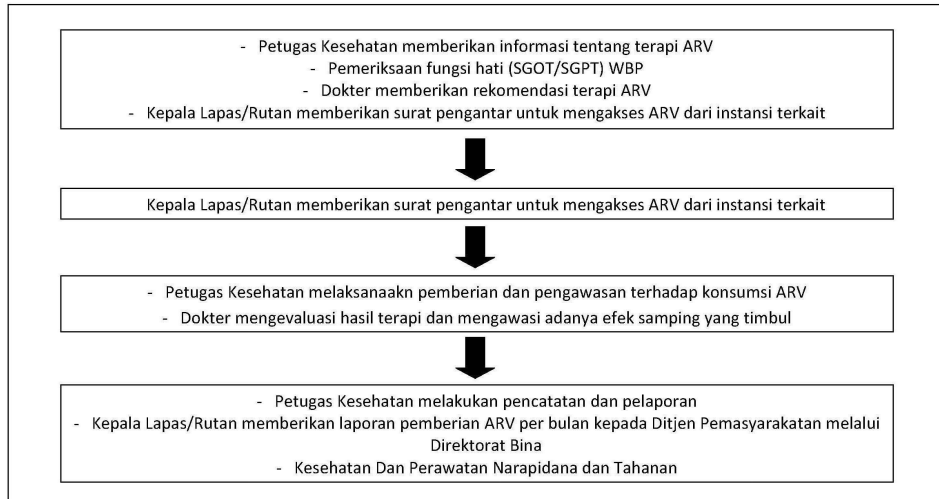 - Petugas Kesehatan memberikan informasi tentang terapi ARV
- Pemeriksaan fungsi hati (SGOT/SGPT) WBP
- Dokter memberikan rekomendasi terapi ARV
- Kepala Lapas/Rutan memberikan surat pengantar untuk mengakses ARV dari instansi terkait
Kepala Lapas/Rutan memberikan surat pengantar untuk mengakses ARV dari instansi terkait
- Petugas Kesehatan melaksanaakn pemberian dan pengawasan terhadap konsumsi ARV
- Dokter mengevaluasi hasil terapi dan mengawasi adanya efek samping yang timbul
- Petugas Kesehatan melakukan pencatatan dan pelaporan
- Kepala Lapas/Rutan memberikan laporan pemberian ARV per bulan kepada Ditjen Pemasyarakatan melalui
Direktorat Bina
- Kesehatan Dan Perawatan Narapidana dan Tahanan